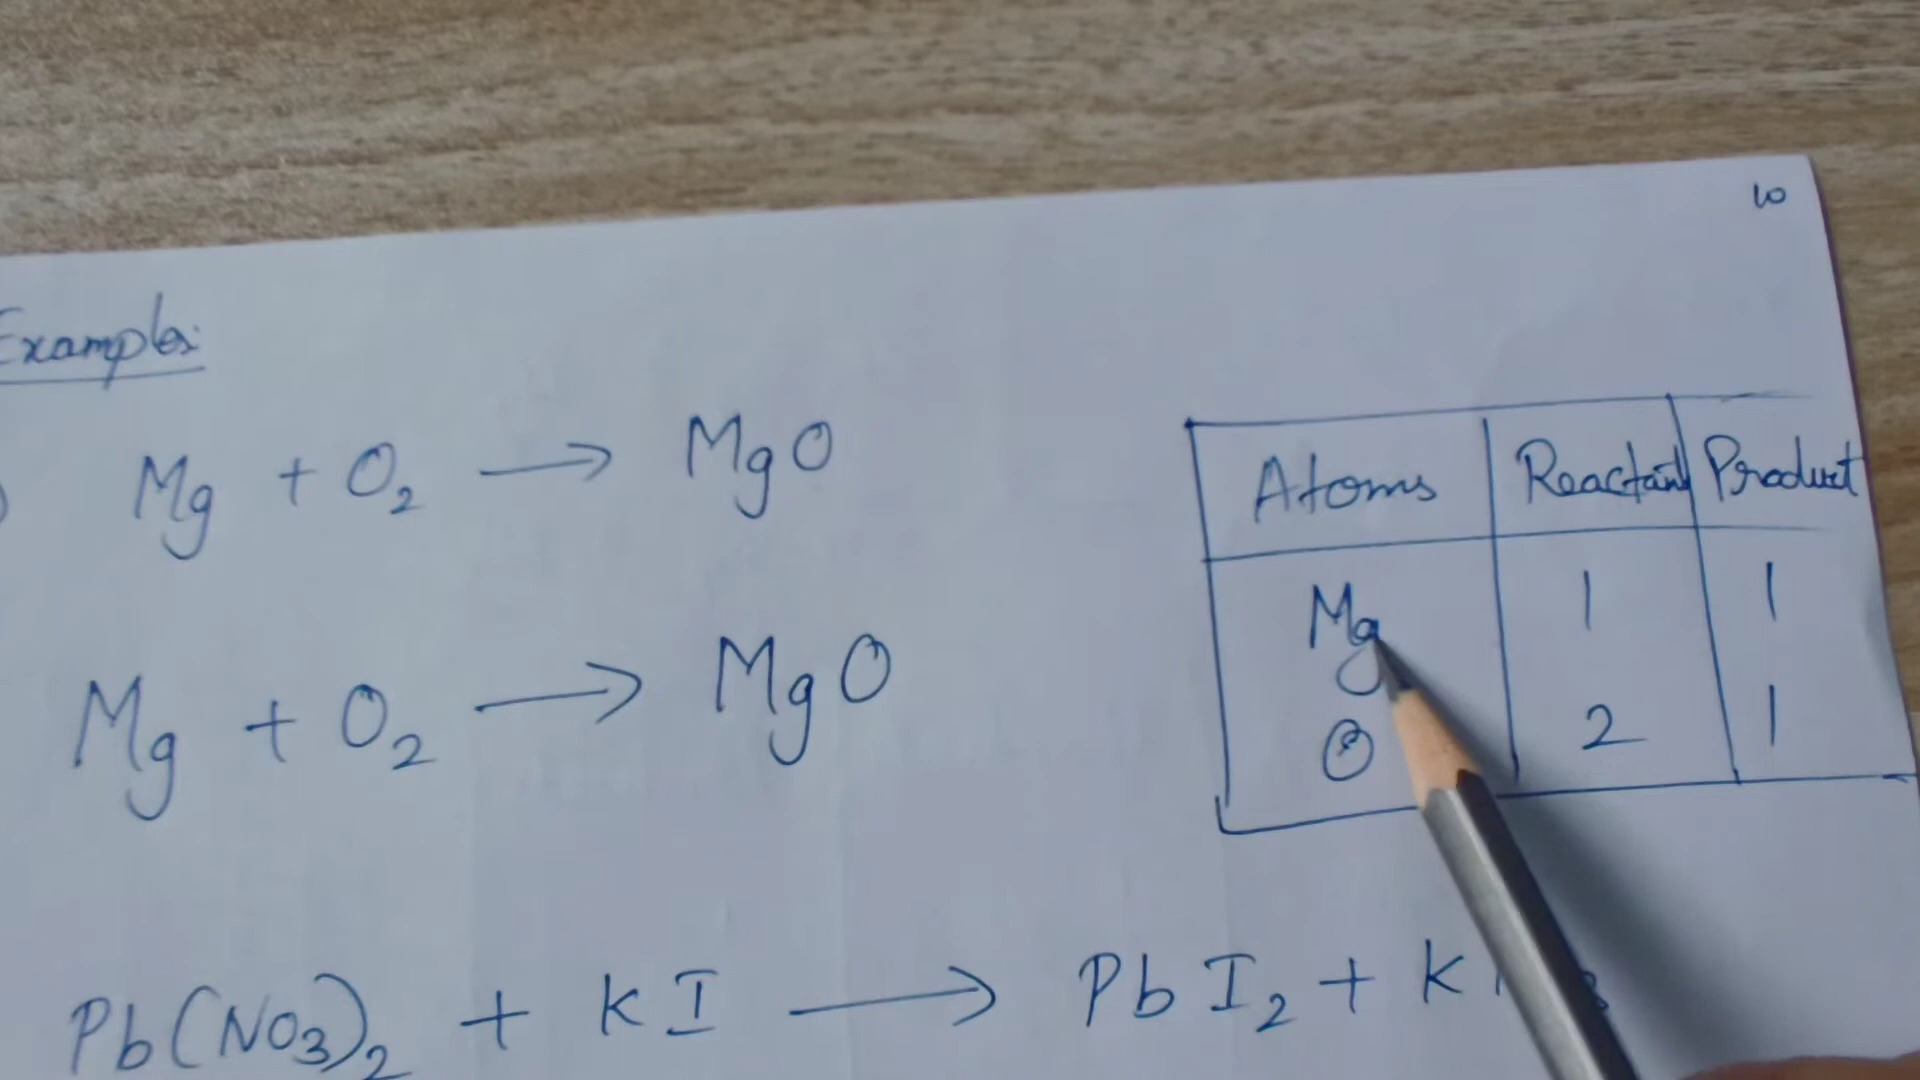 10
Example:
Mg + O₂ → MgO
Atoms Reactant Product
Mg 1 1
O 2 1
Mg + O₂ → MgO
Pb(NO₃)₂ + KI → PbI₂ + K